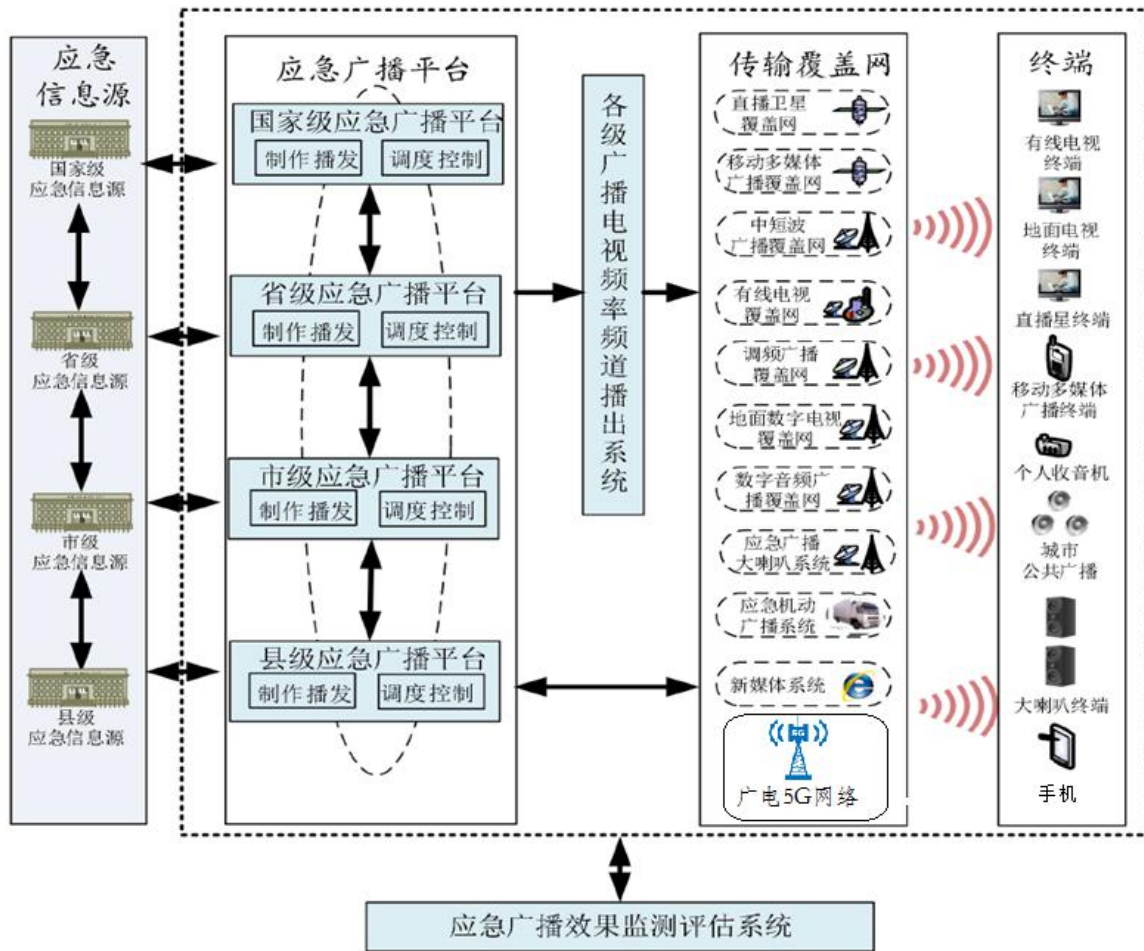 应急
信息源
国家级
应急信息源
省级
应急信息源
市级
应急信息源
县级
应急信息源
应急广播平台
国家级应急广播平台
制作播发
调度控制
省级应急广播平台
制作播发
调度控制
市级应急广播平台
制作播发
调度控制
县级应急广播平台
制作播发
调度控制
各级广播电视频率频道播出系统
传输覆盖网
直播卫星
覆盖网
移动多媒体
广播覆盖网
中短波
广播覆盖网
有线电视
覆盖网
调频广播
覆盖网
地面数字电视
覆盖网
数字音频广
播覆盖网
应急广播
大喇叭系统
应急机动
广播系统
新媒体系统
5G
广电5G网络
终端
有线电视
终端
地面电视
终端
直播星终端
移动多媒体
广播终端
个人收音机
城市
公共广播
大喇叭终端
手机
应急广播效果监测评估系统